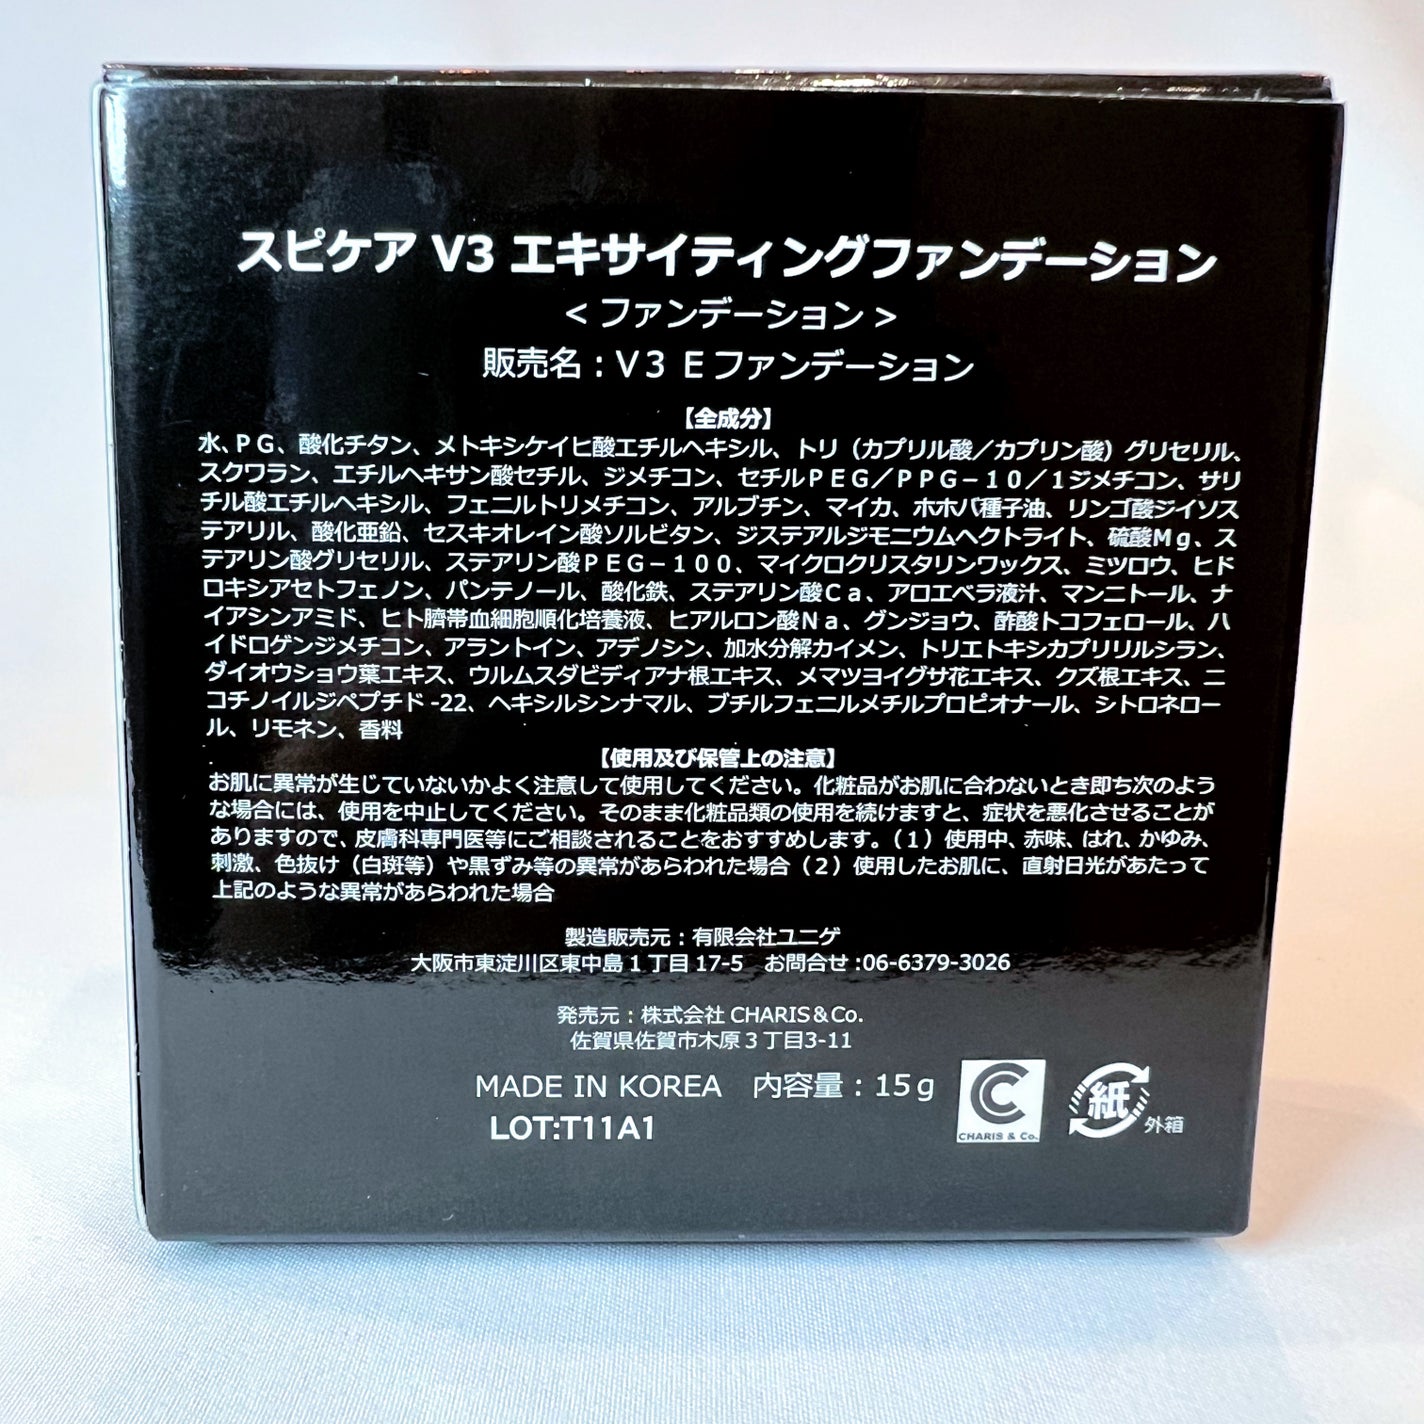 スピケア V3 エキサイティングファンデーション
<ファンデーション>
販売名：V3 Eファンデーション
【全成分】
水、PG、酸化チタン、メトキシケイヒ酸エチルヘキシル、トリ（カプリル酸／カプリン酸）グリセリル、
スクワラン、エチルヘキサン酸セチル、ジメチコン、セチルPEG／PPG－10／1ジメチコン、サリ
チル酸エチルヘキシル、フェニルトリメチコン、アルブチン、マイカ、ホホバ種子油、リンゴ酸ジイソス
テアリル、酸化亜鉛、セスキオレイン酸ソルビタン、ジステアルジモニウムヘクトライト、硫酸Mg、ス
テアリン酸グリセリル、ステアリン酸PEG－100、マイクロクリスタリンワックス、ミツロウ、ヒド
ロキシアセトフェノン、パンテノール、酸化鉄、ステアリン酸Ca、アロエベラ液汁、マンニトール、ナ
イアシンアミド、ヒト臍帯血細胞順化培養液、ヒアルロン酸Na、グンジョウ、酢酸トコフェロール、ハ
イドロゲンジメチコン、アラントイン、アデノシン、加水分解カイメン、トリエトキシカプリリルシラン、
ダイオウショウ葉エキス、ウルムスダビディアナ根エキス、メマツヨイグサ花エキス、クズ根エキス、ニ
コチノイルジペプチド-22、ヘキシルシンナマル、ブチルフェニルメチルプロピオナール、シトロネロー
ル、リモネン、香料
【使用及び保管上の注意】
お肌に異常が生じていないかよく注意して使用してください。化粧品がお肌に合わないとき即ち次のよう
な場合には、使用を中止してください。そのまま化粧品類の使用を続けますと、症状を悪化させることが
ありますので、皮膚科専門医等にご相談されることをおすすめします。（1）使用中、赤味、はれ、かゆみ、
刺激、色抜け（白斑等）や黒ずみ等の異常があらわれた場合（2）使用したお肌に、直射日光があたって
上記のような異常があらわれた場合
製造販売元：有限会社ユニゲ
大阪市東淀川区東中島1丁目17-5　お問合せ:06-6379-3026
発売元：株式会社 CHARIS＆Co.
佐賀県佐賀市木原3丁目3-11
MADE IN KOREA　内容量：15g
LOT:T11A1
CHARIS & Co.
紙
外箱